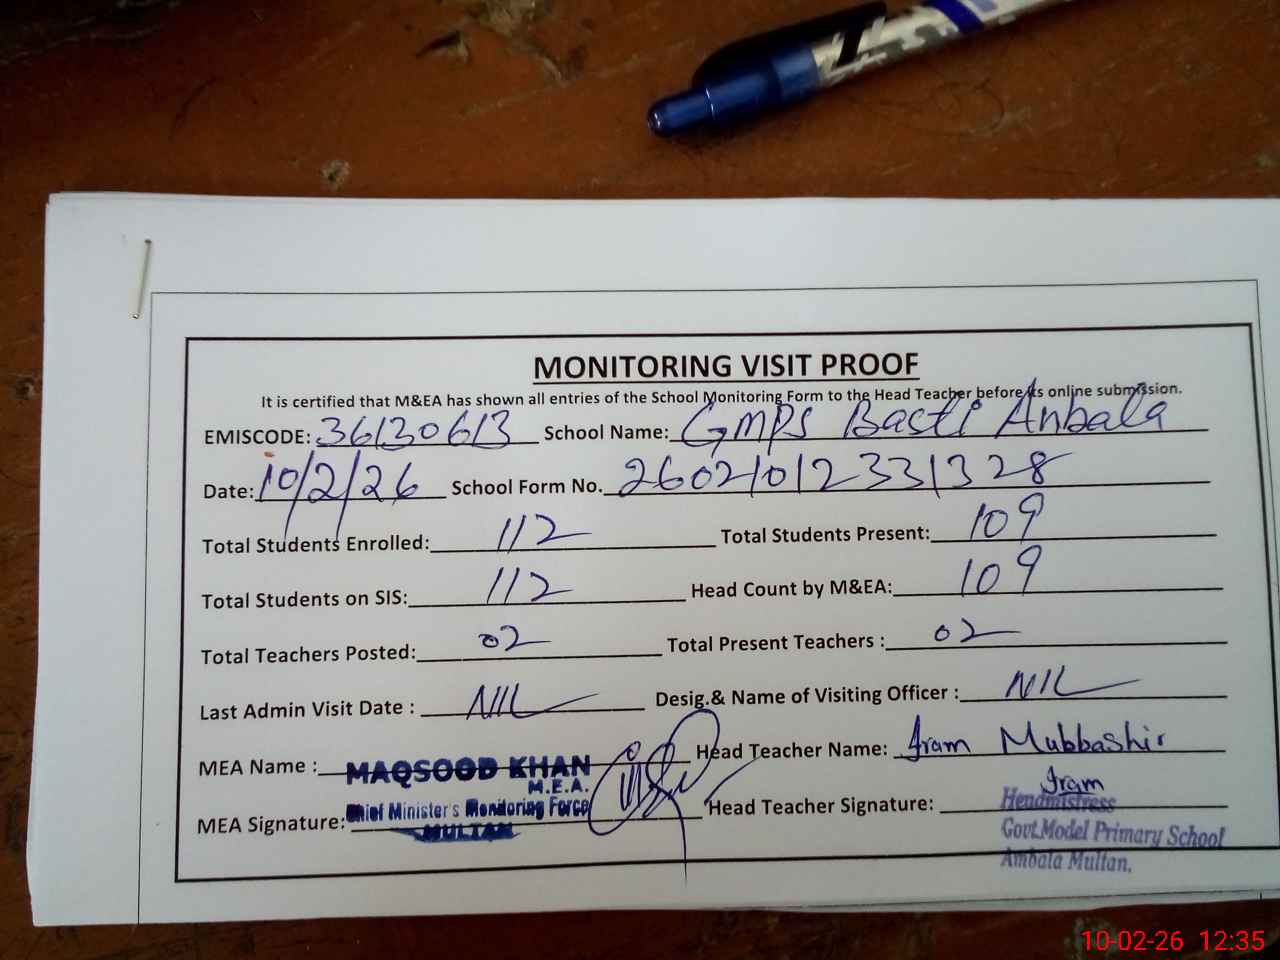 MONITORING VISIT PROOF
It is certified that M&EA has shown all entries of the School Monitoring Form to the Head Teacher before its online submission.
EMISCODE: 36130613 School Name: GMPS Basti Anbala
Date: 10/2/26 School Form No. 26021012331328
Total Students Enrolled: 112 Total Students Present: 109
Total Students on SIS: 112 Head Count by M&EA: 109
Total Teachers Posted: 02 Total Present Teachers : 02
Last Admin Visit Date : NIL Desig.& Name of Visiting Officer : NIL
MEA Name : MAQSOOD KHAN Head Teacher Name: Iram Mubbashir
M.E.A.
Chief Minister's Monitoring Force
MULTAN
MEA Signature: Head Teacher Signature: Iram
Headmistress
Govt.Model Primary School
Ambala Multan.
10-02-26 12:35